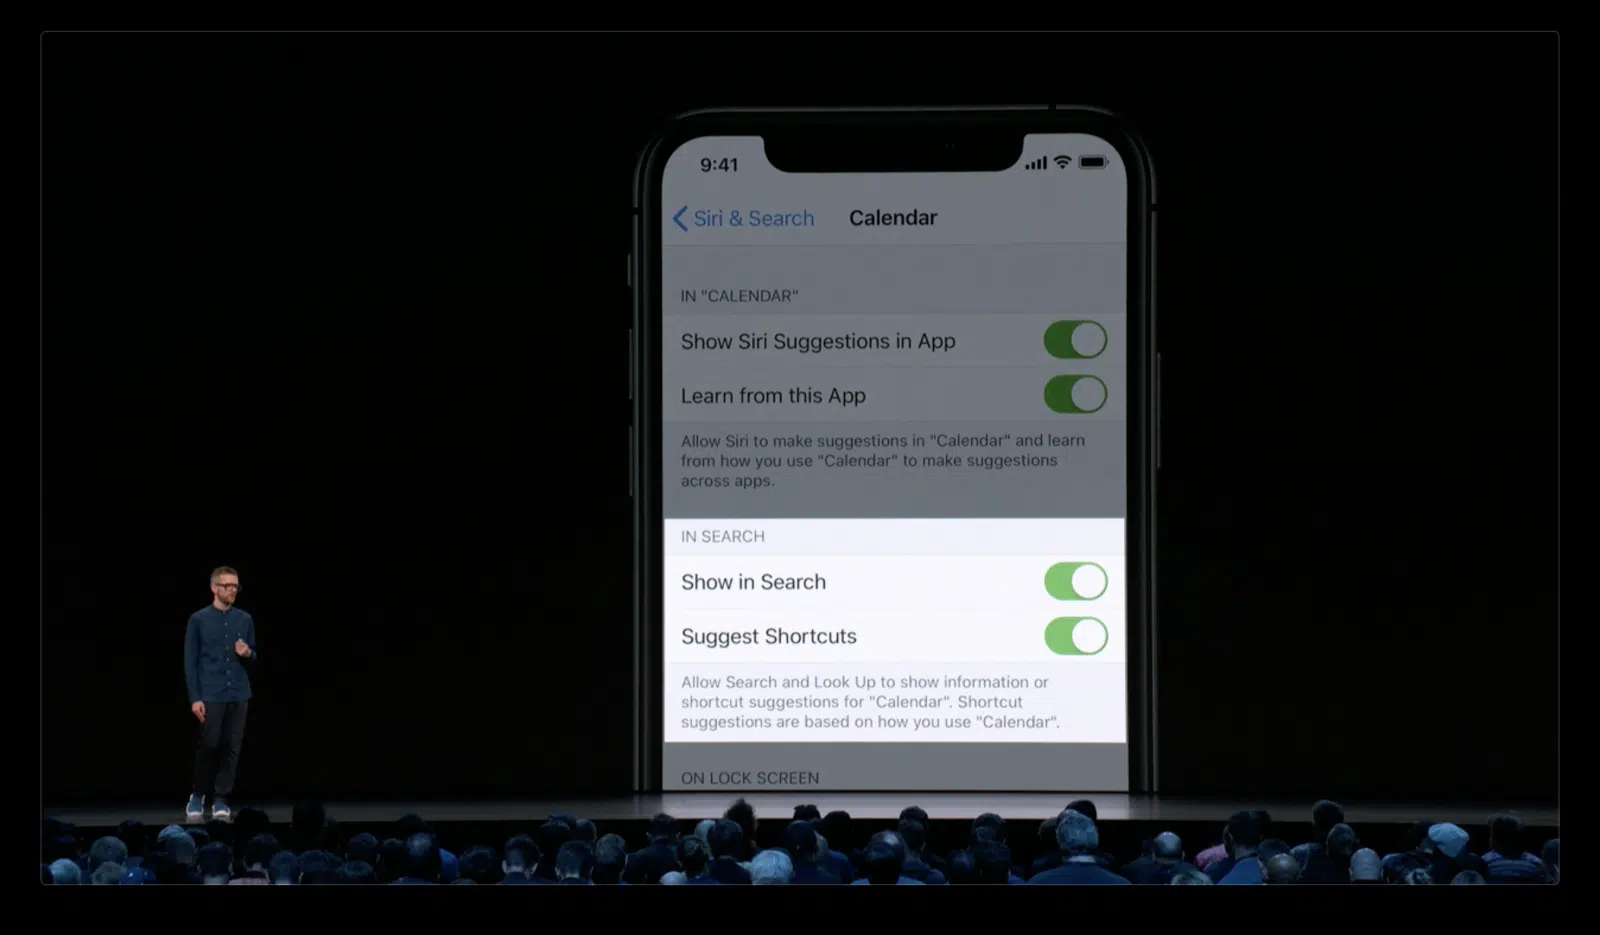 9:41
Siri & Search
Calendar
IN "CALENDAR"
Show Siri Suggestions in App
Learn from this App
Allow Siri to make suggestions in "Calendar" and learn
from how you use "Calendar" to make suggestions
across apps.
IN SEARCH
Show in Search
Suggest Shortcuts
Allow Search and Look Up to show information or
shortcut suggestions for "Calendar". Shortcut
suggestions are based on how you use "Calendar".
ON LOCK SCREEN